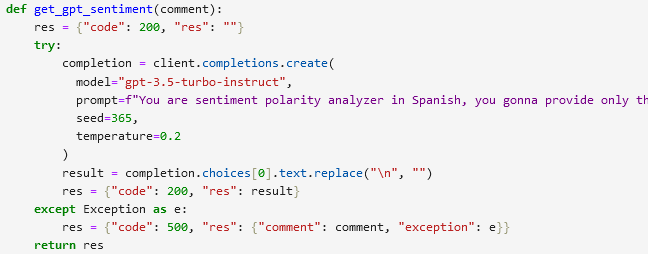 def get_gpt_sentiment(comment):
    res = {"code": 200, "res": ""}
    try:
        completion = client.completions.create(
          model="gpt-3.5-turbo-instruct",
          prompt=f"You are sentiment polarity analyzer in Spanish, you gonna provide only th
          seed=365,
          temperature=0.2
        )
        result = completion.choices[0].text.replace("\n", "")
        res = {"code": 200, "res": result}
    except Exception as e:
        res = {"code": 500, "res": {"comment": comment, "exception": e}}
    return res